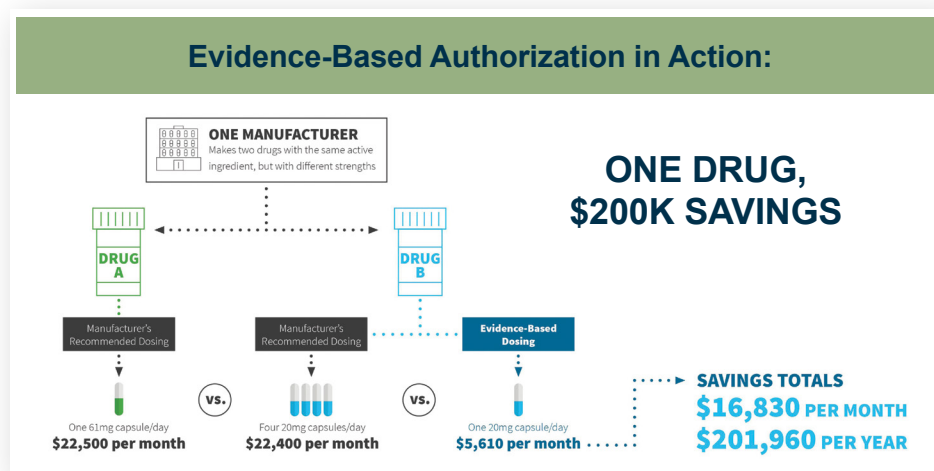 Evidence-Based Authorization in Action:
ONE MANUFACTURER
Makes two drugs with the same active
ingredient, but with different strengths
ONE DRUG,
$200K SAVINGS
DRUG
A
DRUG
B
Manufacturer's
Recommended Dosing
Manufacturer's
Recommended Dosing
Evidence-Based
Dosing
vs.
vs.
One 61mg capsule/day
$22,500 per month
Four 20mg capsules/day
$22,400 per month
One 20mg capsule/day
$5,610 per month
SAVINGS TOTALS
$16,830 PER MONTH
$201,960 PER YEAR